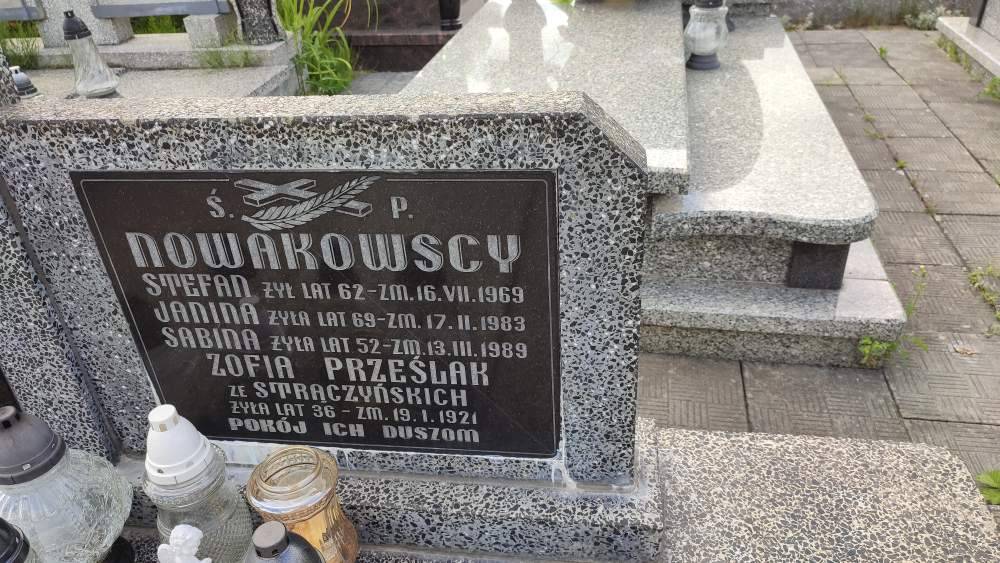 Ś. P.
NOWAKOWSCY
STEFAN ŻYŁ LAT 62-ZM. 16.VII.1969
JANINA ŻYŁA LAT 69-ZM. 17.II.1983
SABINA ŻYŁA LAT 52-ZM. 13.III.1989
ZOFIA PRZEŚLAK
ZE STRĄCZYŃSKICH
ŻYŁA LAT 36 - ZM. 19.I.1921
POKÓJ ICH DUSZOM